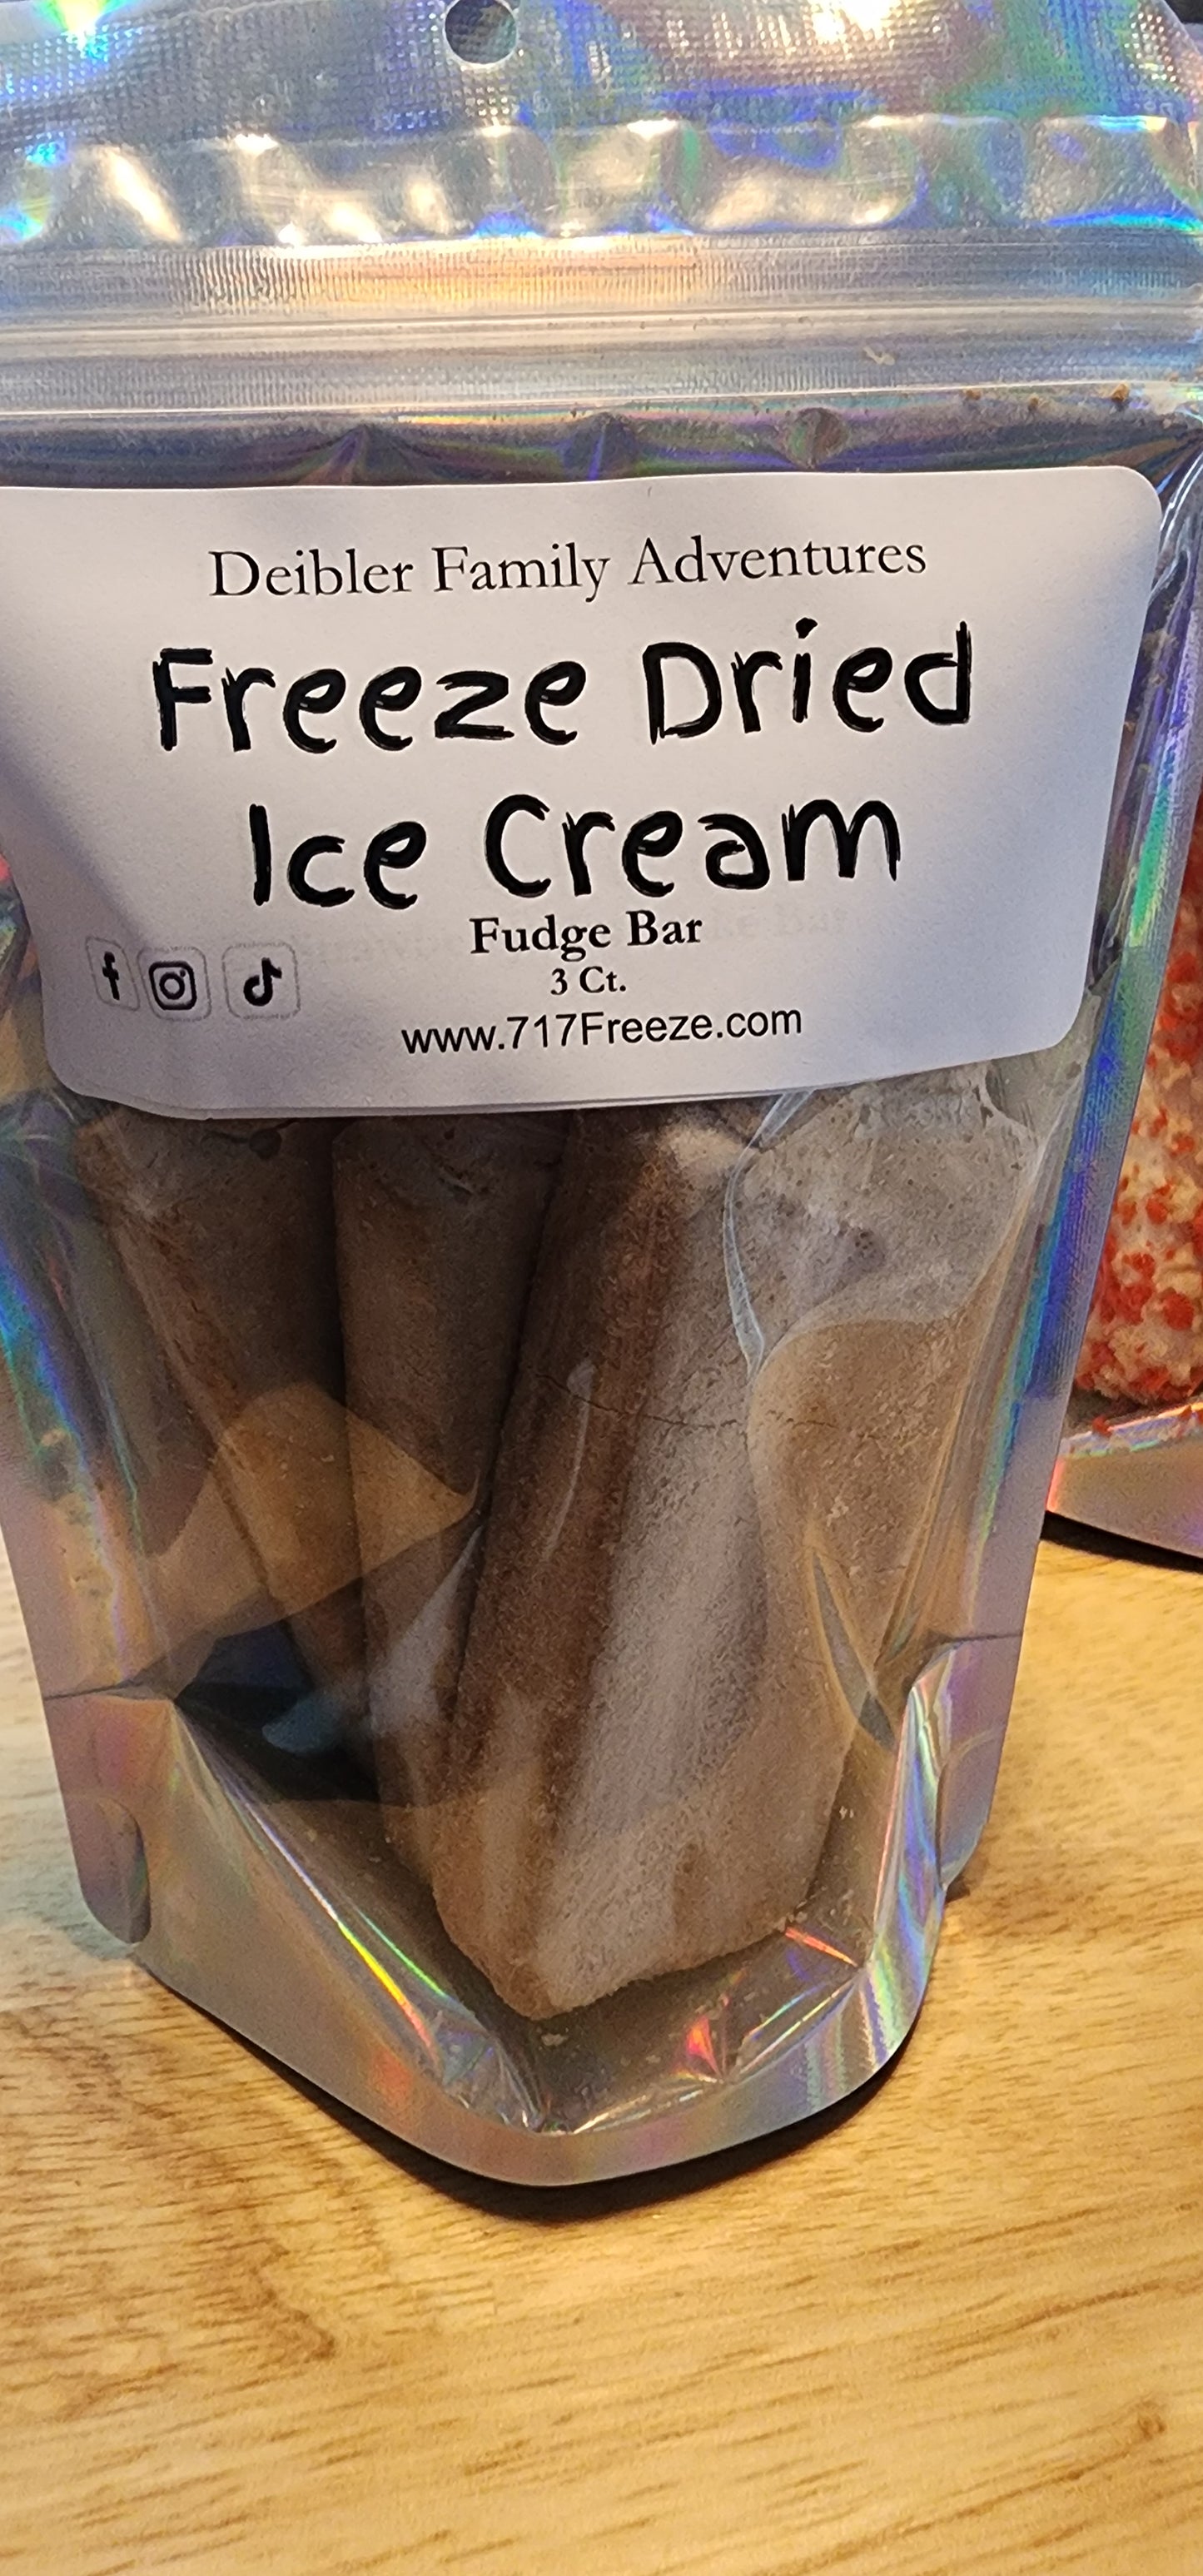 Deibler Family Adventures
Freeze Dried
Ice Cream
Fudge Bar
3 Ct.
www.717Freeze.com